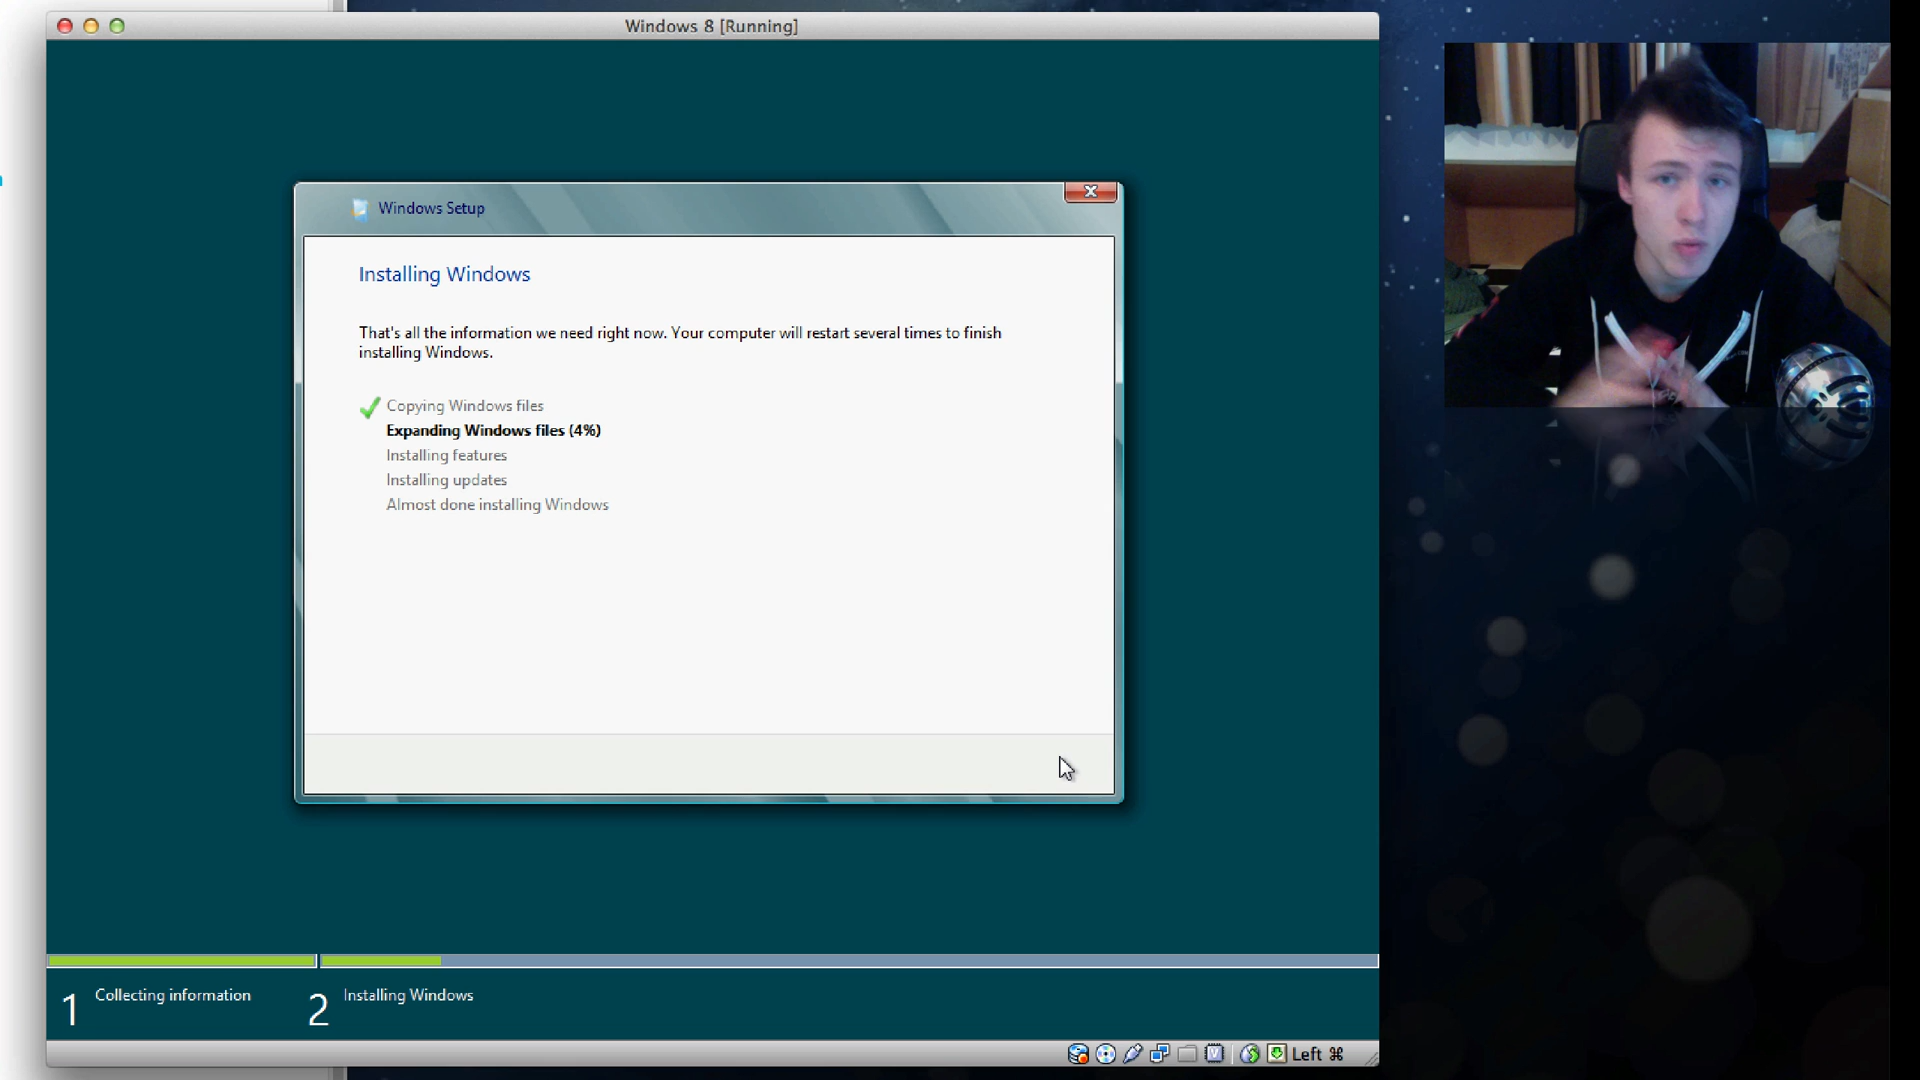 Windows 8 [Running]
Windows Setup
Installing Windows
That's all the information we need right now. Your computer will restart several times to finish
installing Windows.
Copying Windows files
Expanding Windows files (4%)
Installing features
Installing updates
Almost done installing Windows
1 Collecting information
2 Installing Windows
Left ⌘